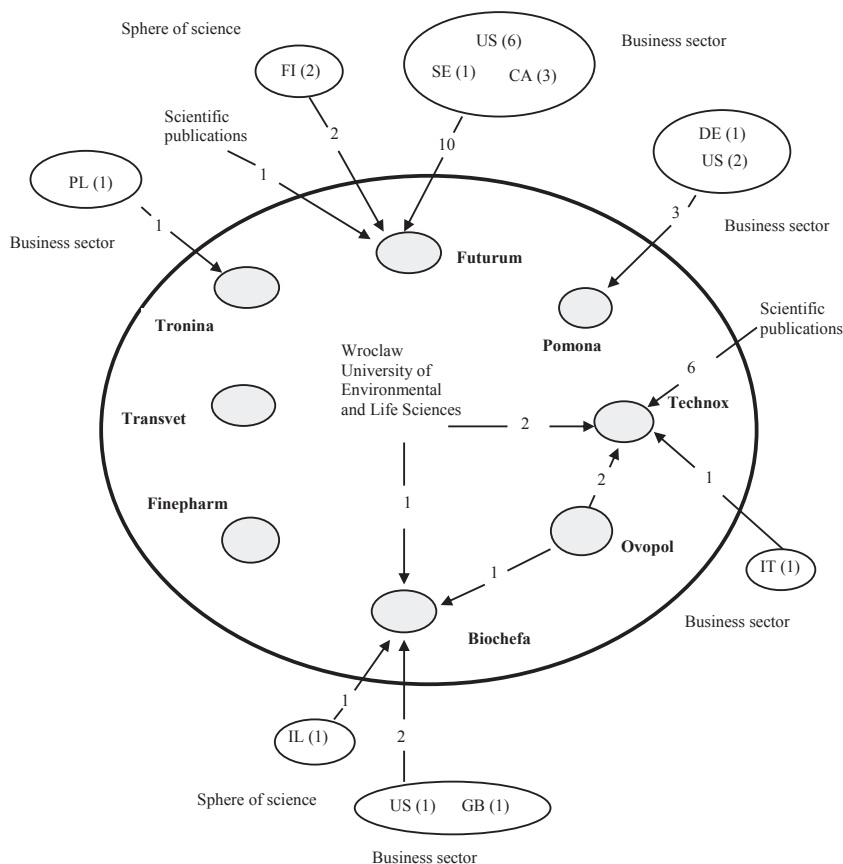 Sphere of science
US (6)
Business sector
FI (2)
SE (1) CA (3)
Scientific
publications
2
10
DE (1)
US (2)
PL (1)
1
1
3
Business sector
Business sector
Futurum
Scientific
publications
Tronina
Pomona
Wroclaw
University of
Environmental
and Life Sciences
6
Technox
Transvet
2
2
1
1
Finepharm
Ovopol
1
IT (1)
Business sector
Biochefa
1
IL (1)
2
Sphere of science
US (1) GB (1)
Business sector